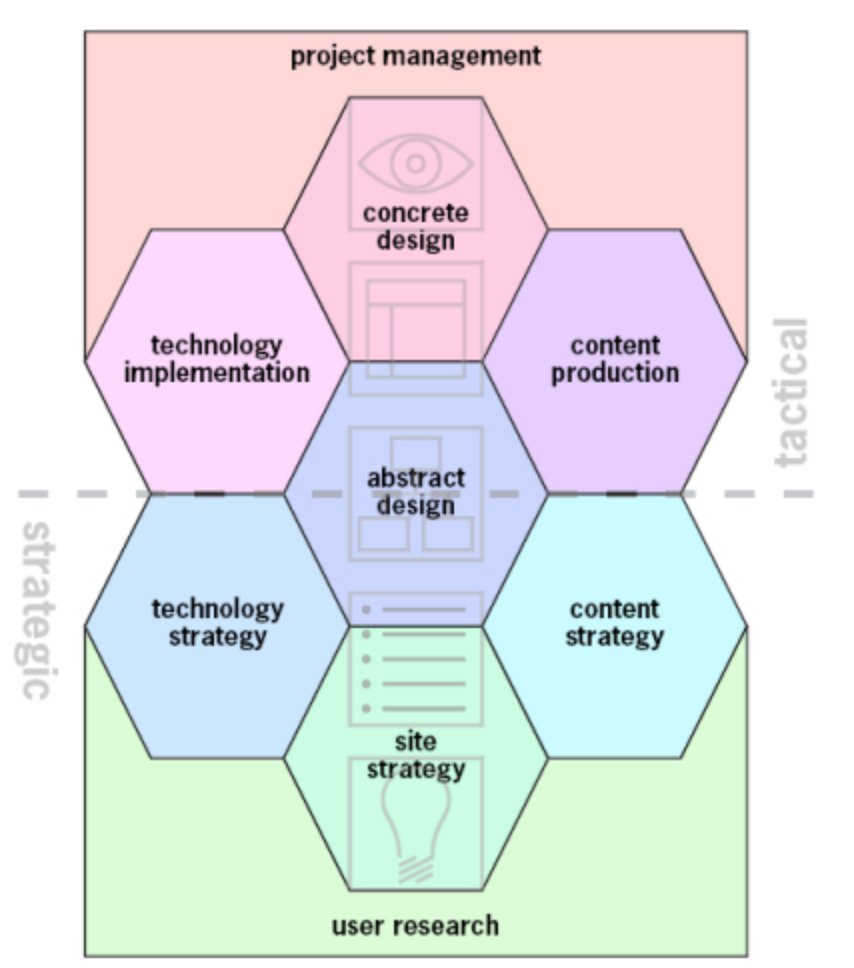 project management
concrete
design
technology
implementation
content
production
tactical
abstract
design
strategic
technology
strategy
content
strategy
site
strategy
user research